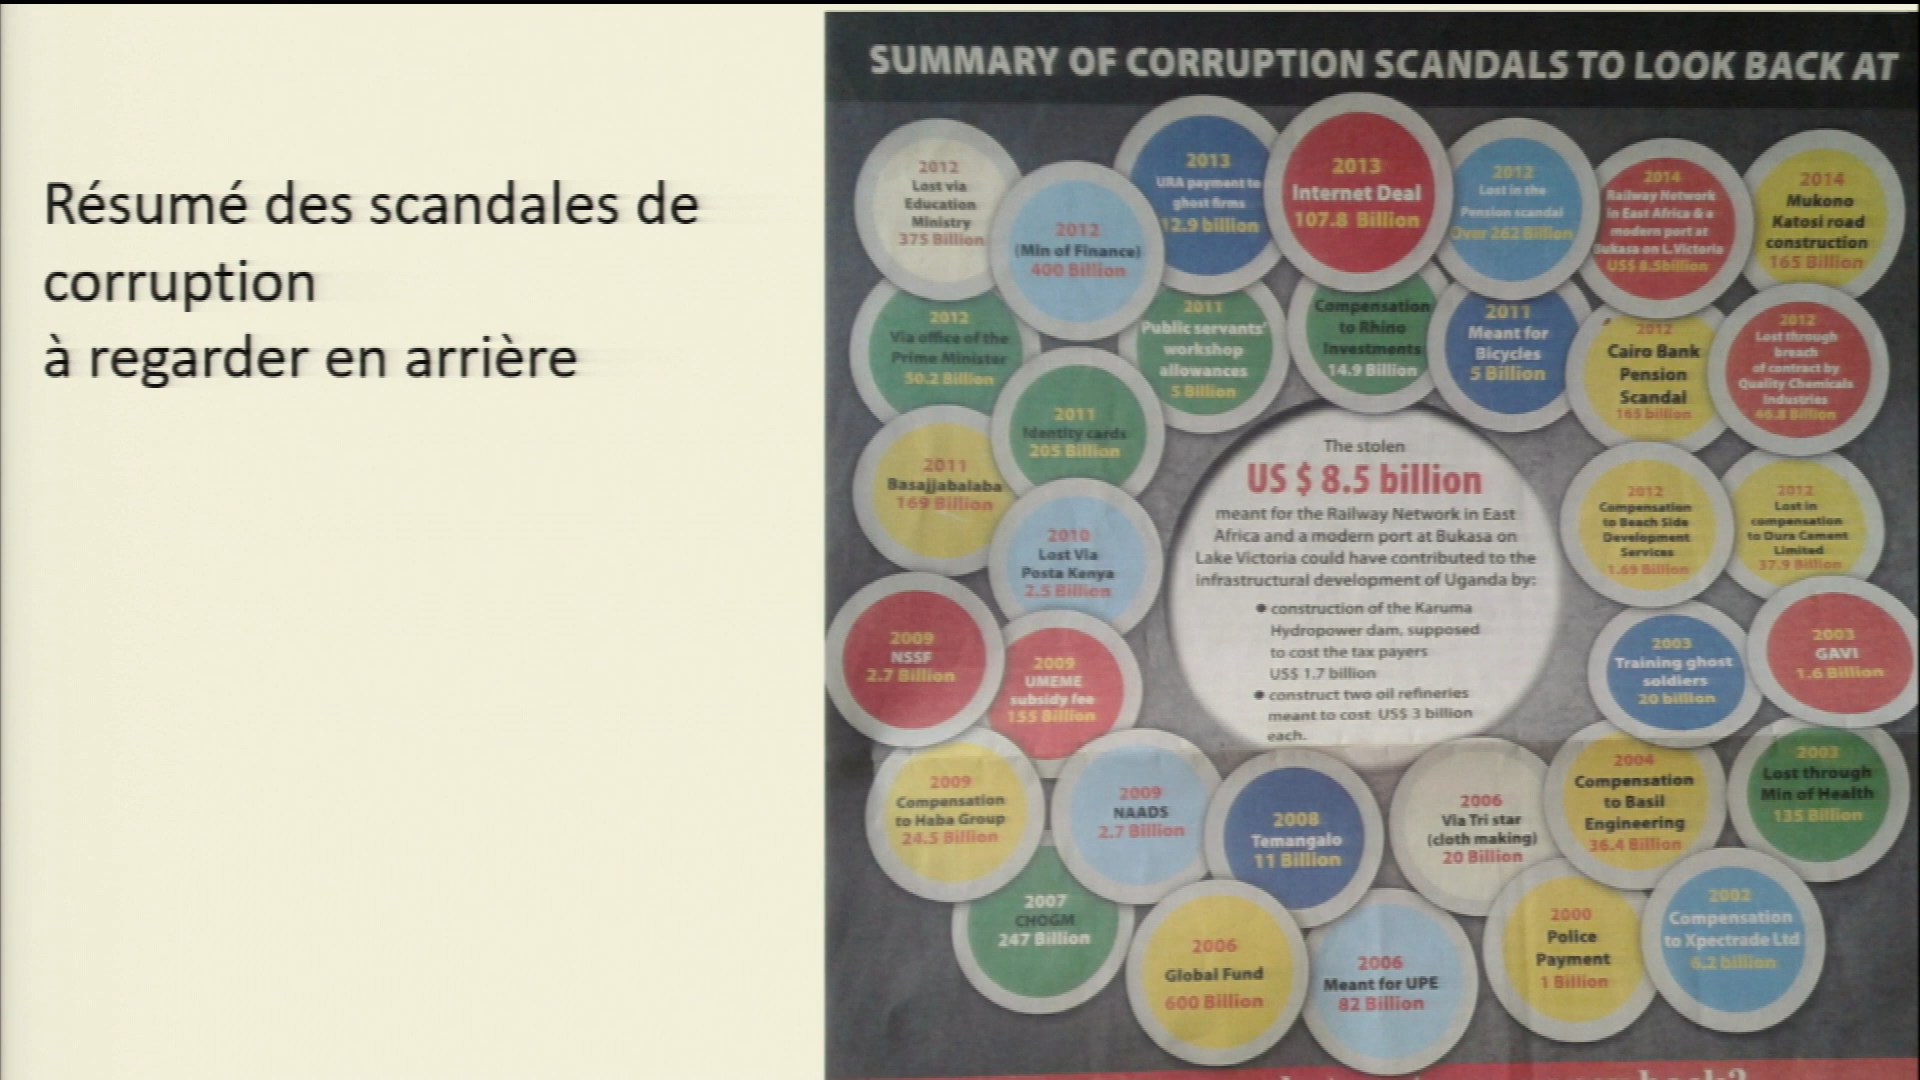 Résumé des scandales de
corruption
à regarder en arrière
SUMMARY OF CORRUPTION SCANDALS TO LOOK BACK AT
2012
Lost via
Education
Ministry
375 Billion
2012
(Min of Finance)
400 Billion
2013
URA payment to
ghost firms
12.9 billion
2013
Internet Deal
107.8 Billion
2012
Lost in the
Pension scandal
Over 262 Billion
2014
Railway Network
in East Africa & a
modern port at
Bukasa on L.Victoria
US$ 8.5billion
2014
Mukono
Katosi road
construction
165 Billion
2012
Via office of the
Prime Minister
50.2 Billion
2011
Public servants'
workshop
allowances
5 Billion
Compensation
to Rhino
Investments
14.9 Billion
2011
Meant for
Bicycles
5 Billion
2012
Cairo Bank
Pension
Scandal
165 billion
2012
Lost through
breach
of contract by
Quality Chemicals
Industries
46.8 Billion
2011
Identity cards
205 Billion
2011
Basajjabalaba
169 Billion
2010
Lost Via
Posta Kenya
2.5 Billion
The stolen
US $ 8.5 billion
meant for the Railway Network in East
Africa and a modern port at Bukasa on
Lake Victoria could have contributed to the
infrastructural development of Uganda by:
● construction of the Karuma
Hydropower dam, supposed
to cost the tax payers
US$ 1.7 billion
● construct two oil refineries
meant to cost US$ 3 billion
each.
2012
Compensation
to Beach Side
Development
Services
1.69 Billion
2012
Lost in
compensation
to Dura Cement
Limited
37.9 Billion
2009
NSSF
2.7 Billion
2009
UMEME
subsidy fee
155 Billion
2003
Training ghost
soldiers
20 billion
2003
GAVI
1.6 Billion
2009
Compensation
to Haba Group
24.5 Billion
2009
NAADS
2.7 Billion
2008
Temangalo
11 Billion
2006
Via Tri star
(cloth making)
20 Billion
2004
Compensation
to Basil
Engineering
36.4 Billion
2003
Lost through
Min of Health
135 Billion
2007
CHOGM
247 Billion
2006
Global Fund
600 Billion
2006
Meant for UPE
82 Billion
2000
Police
Payment
1 Billion
2002
Compensation
to Xpectrade Ltd
6.2 billion